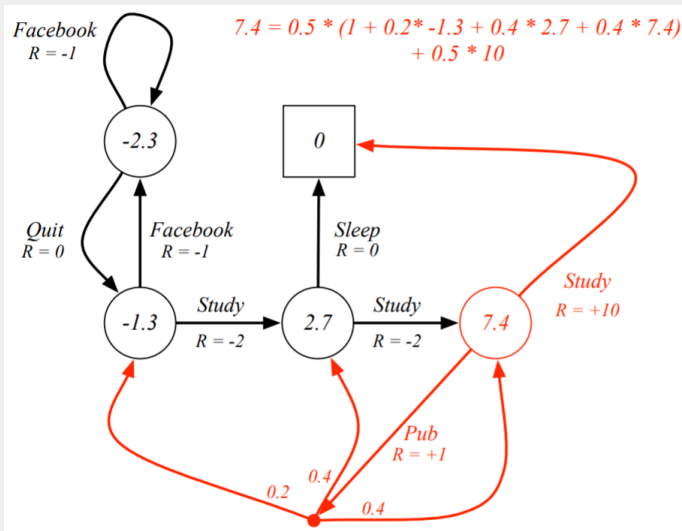 Facebook
R = -1
7.4 = 0.5 * (1 + 0.2* -1.3 + 0.4 * 2.7 + 0.4 * 7.4)
+ 0.5 * 10
-2.3
0
Quit
R = 0
Facebook
R = -1
Sleep
R = 0
Study
R = +10
-1.3
Study
R = -2
2.7
Study
R = -2
7.4
Pub
R = +1
0.2
0.4
0.4